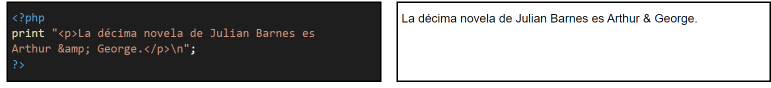 <?php
print "<p>La décima novela de Julian Barnes es
Arthur &amp; George.</p>\n";
?>
La décima novela de Julian Barnes es Arthur & George.